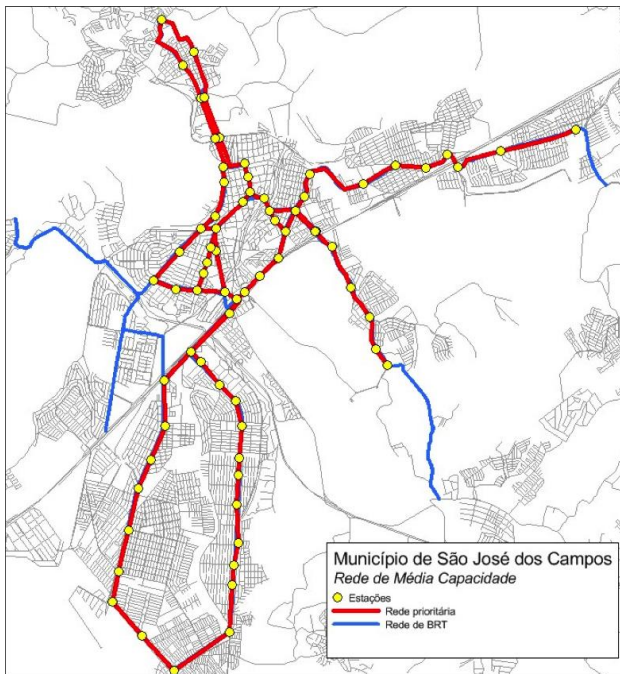 Município de São José dos Campos
Rede de Média Capacidade
Estações
Rede prioritária
Rede de BRT